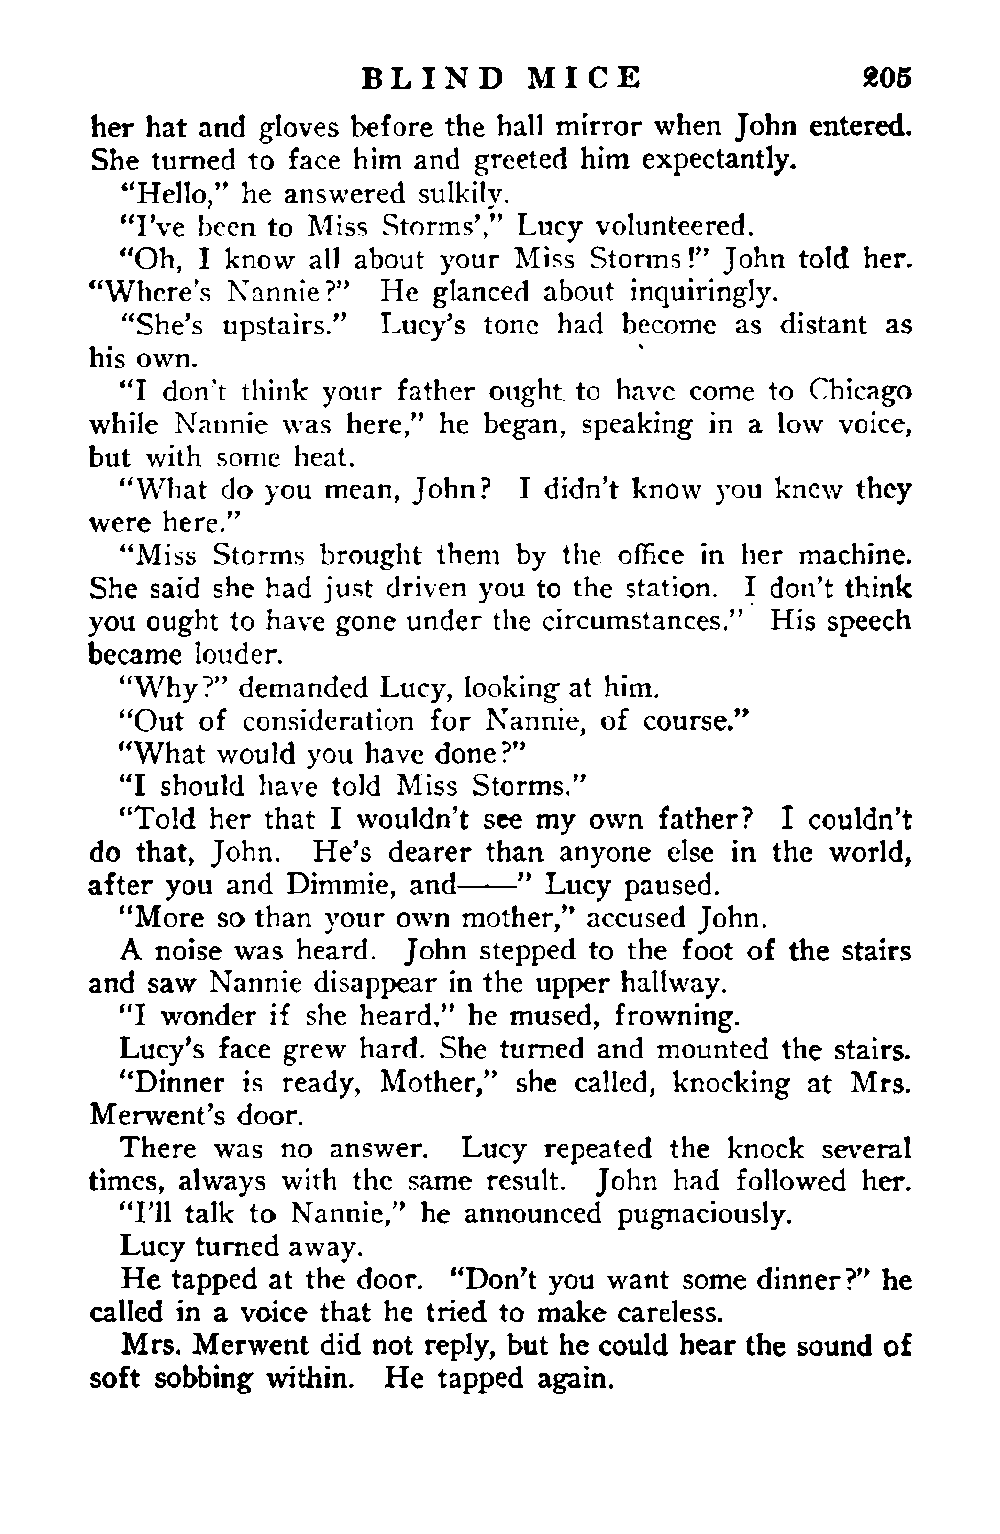 BLIND MICE 205
her hat and gloves before the hall mirror when John entered.
She turned to face him and greeted him expectantly.
“Hello,” he answered sulkily.
“I’ve been to Miss Storms’,” Lucy volunteered.
“Oh, I know all about your Miss Storms!” John told her.
“Where’s Nannie?” He glanced about inquiringly.
“She’s upstairs.” Lucy’s tone had become as distant as
his own.
“I don’t think your father ought to have come to Chicago
while Nannie was here,” he began, speaking in a low voice,
but with some heat.
“What do you mean, John? I didn’t know you knew they
were here.”
“Miss Storms brought them by the office in her machine.
She said she had just driven you to the station. I don’t think
you ought to have gone under the circumstances.” His speech
became louder.
“Why?” demanded Lucy, looking at him.
“Out of consideration for Nannie, of course.”
“What would you have done?”
“I should have told Miss Storms.”
“Told her that I wouldn’t see my own father? I couldn’t
do that, John. He’s dearer than anyone else in the world,
after you and Dimmie, and——” Lucy paused.
“More so than your own mother,” accused John.
A noise was heard. John stepped to the foot of the stairs
and saw Nannie disappear in the upper hallway.
“I wonder if she heard,” he mused, frowning.
Lucy’s face grew hard. She turned and mounted the stairs.
“Dinner is ready, Mother,” she called, knocking at Mrs.
Merwent’s door.
There was no answer. Lucy repeated the knock several
times, always with the same result. John had followed her.
“I’ll talk to Nannie,” he announced pugnaciously.
Lucy turned away.
He tapped at the door. “Don’t you want some dinner?” he
called in a voice that he tried to make careless.
Mrs. Merwent did not reply, but he could hear the sound of
soft sobbing within. He tapped again.